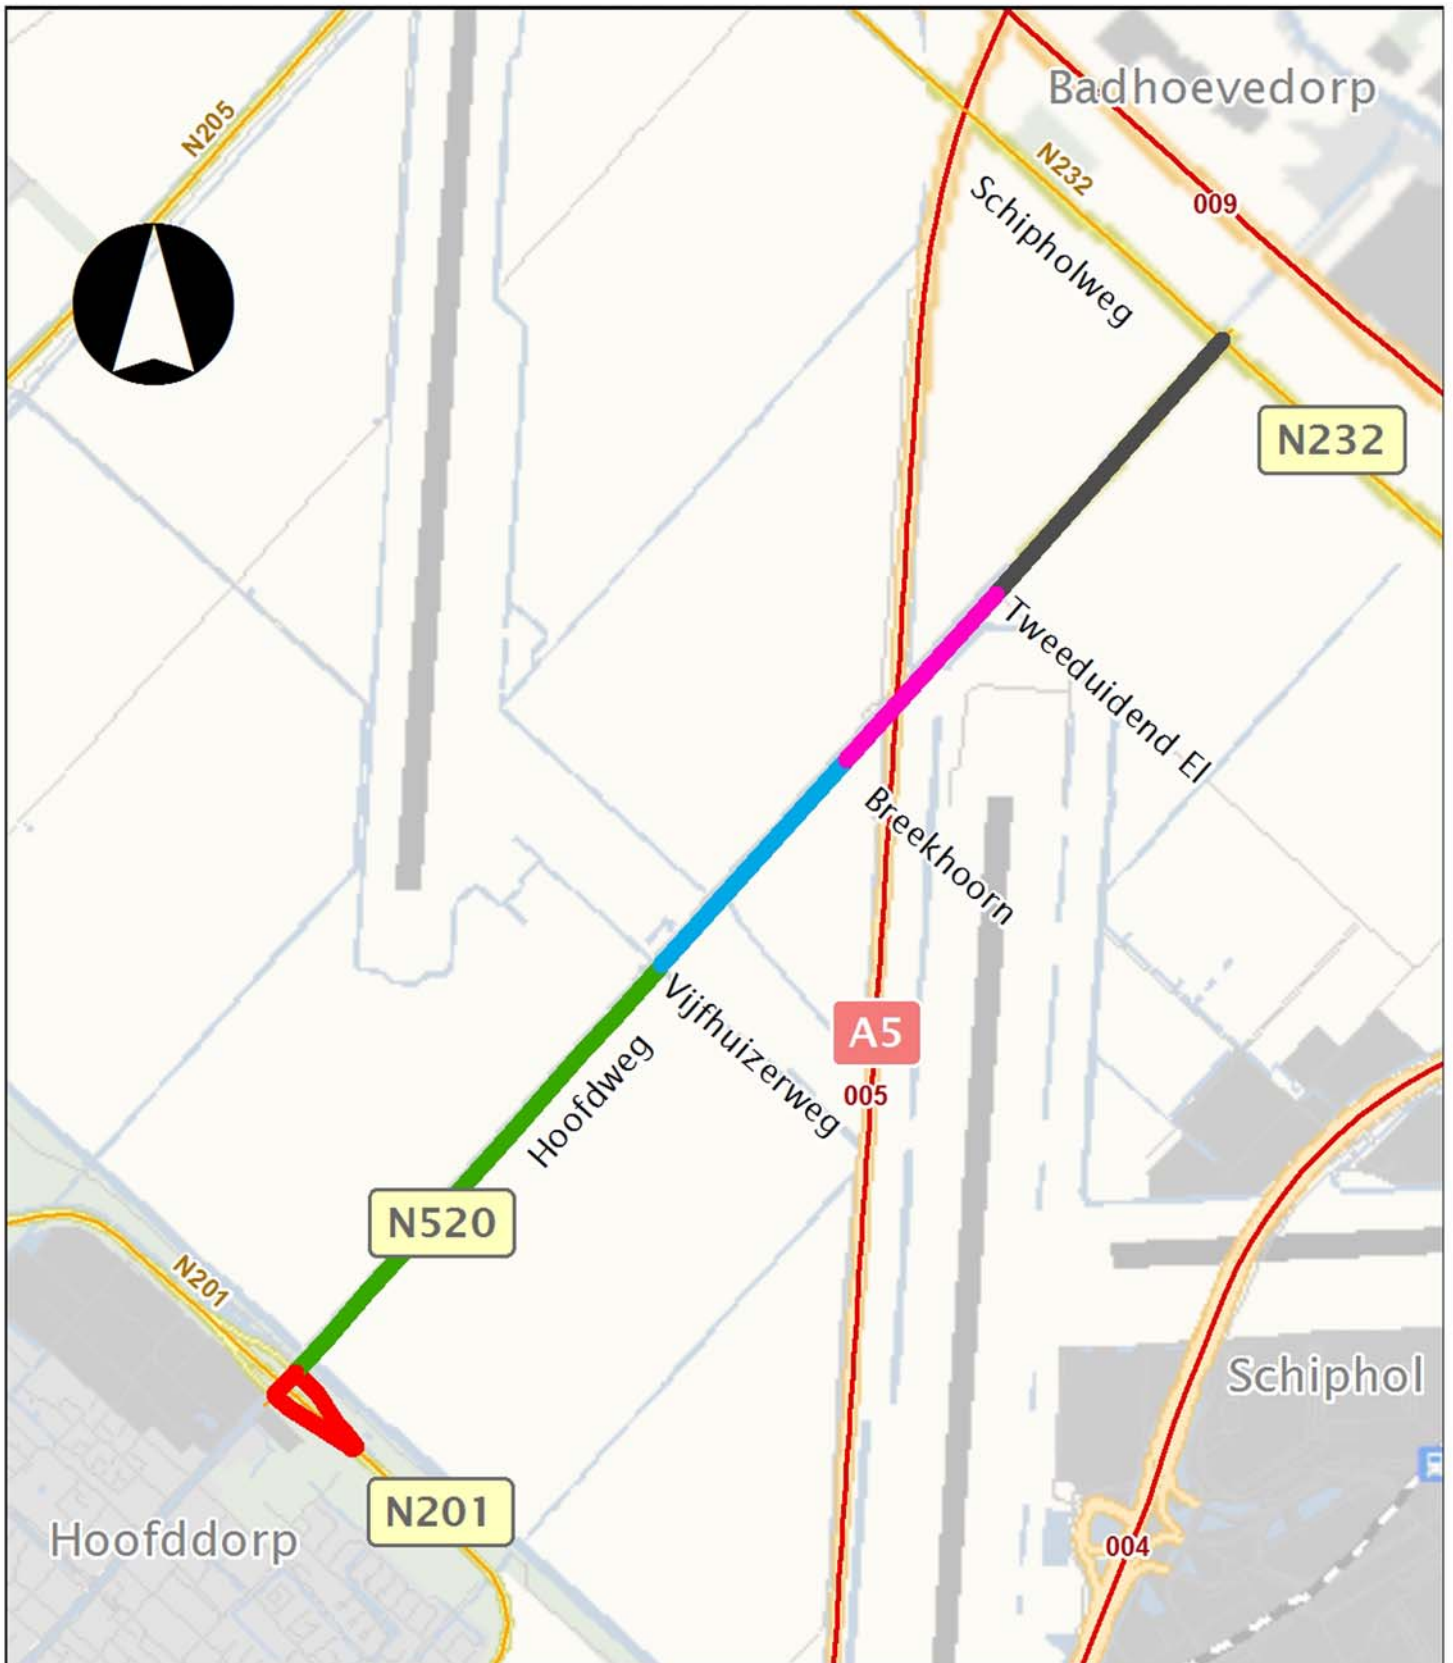 Badhoevedorp
N205
N232
009
Schipholweg
N232
Tweeduidend El
Breekhoorn
Vijfhuizerweg
A5
005
Hoofdweg
N520
N201
Schiphol
N201
Hoofddorp
004